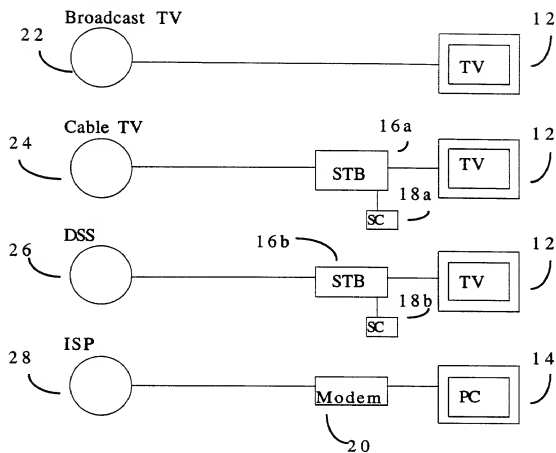 Broadcast TV
22
12
TV
Cable TV
16a
12
24
STB
TV
18a
SC
DSS
16b
12
26
STB
TV
18b
SC
ISP
28
14
Modem
PC
20